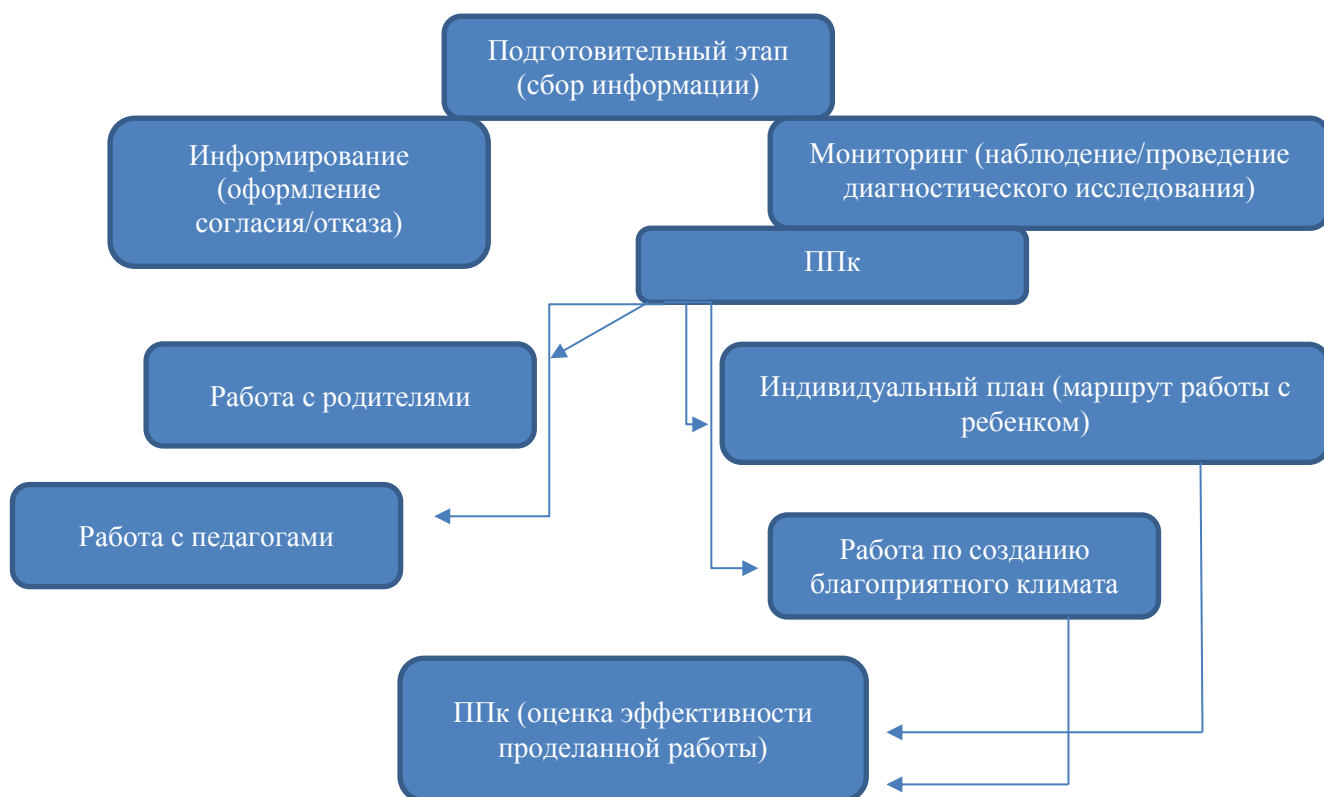 Подготовительный этап
(сбор информации)
Информирование
(оформление
согласия/отказа)
Мониторинг (наблюдение/проведение
диагностического исследования)
ППк
Работа с родителями
Индивидуальный план (маршрут работы с
ребенком)
Работа с педагогами
Работа по созданию
благоприятного климата
ППк (оценка эффективности
проделанной работы)